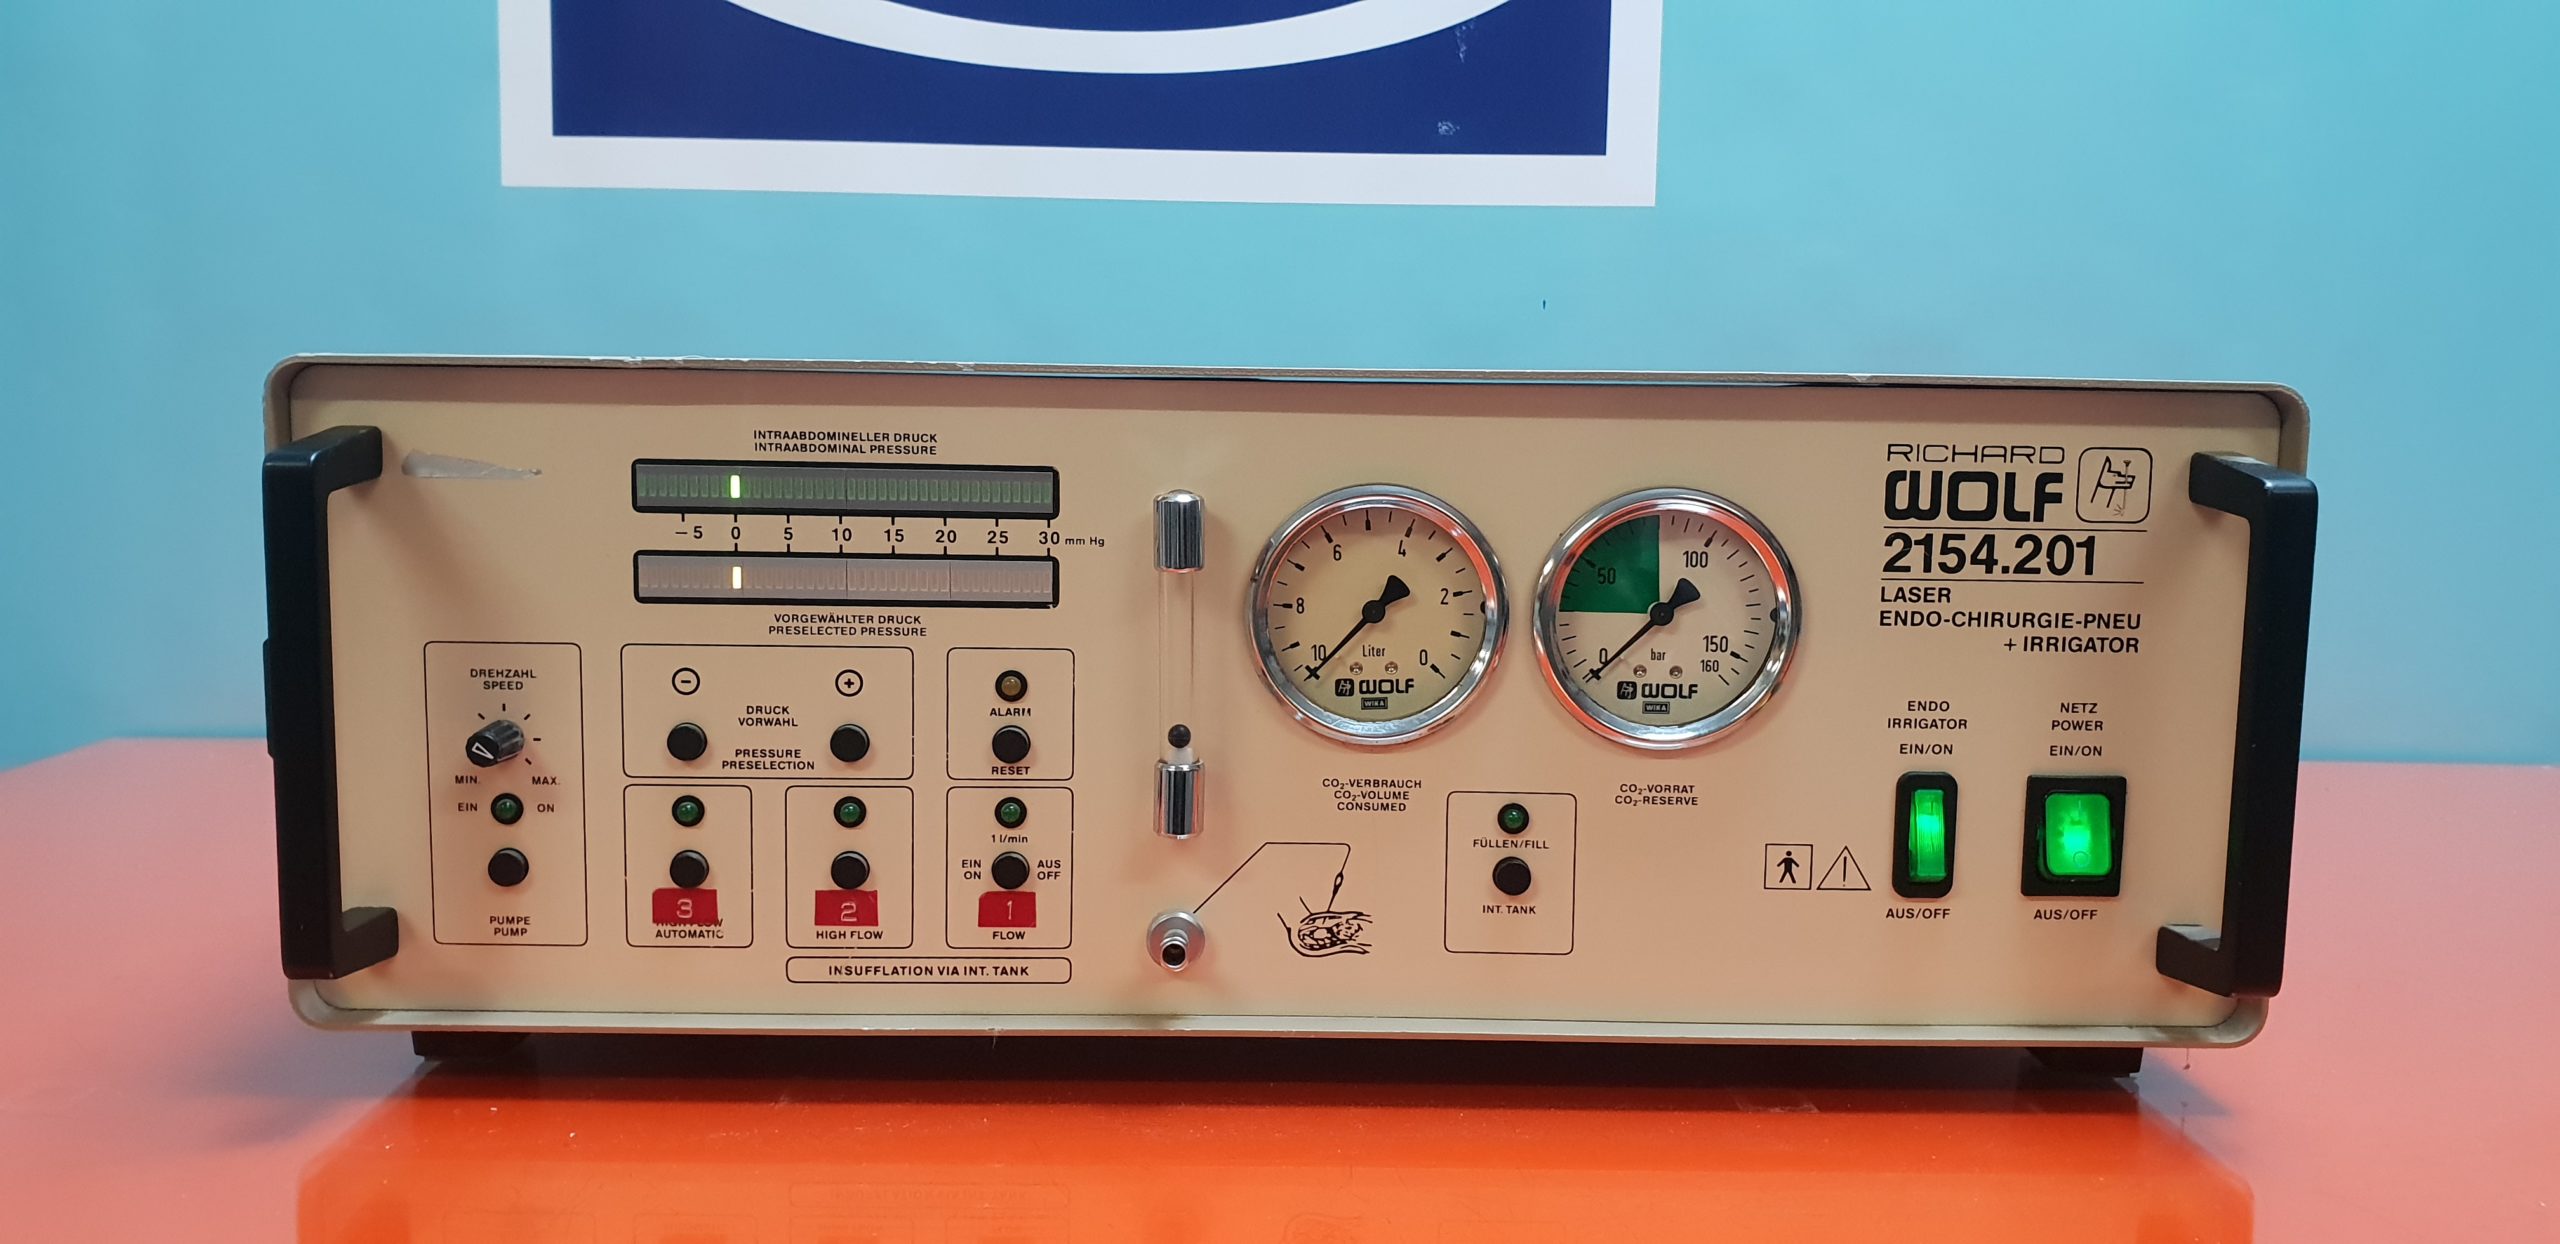 INTRAABDOMINELLER DRUCK
INTRAABDOMINAL PRESSURE
–5 0 5 10 15 20 25 30 mm Hg
VORGEWÄHLTER DRUCK
PRESELECTED PRESSURE
DREHZAHL
SPEED
MIN. MAX.
EIN ON
PUMPE
PUMP
− +
DRUCK
VORWAHL
PRESSURE
PRESELECTION
ALARM
RESET
3
HIGH FLOW
AUTOMATIC
2
HIGH FLOW
1 l/min
EIN
ON
AUS
OFF
1
FLOW
INSUFFLATION VIA INT. TANK
10 8 6 4 2 0
Liter
WOLF
WIKA
CO₂-VERBRAUCH
CO₂-VOLUME
CONSUMED
0 50 100 150 160
bar
WOLF
WIKA
CO₂-VORRAT
CO₂-RESERVE
FÜLLEN/FILL
INT. TANK
RICHARD
WOLF
2154.201
LASER
ENDO-CHIRURGIE-PNEU
+ IRRIGATOR
ENDO
IRRIGATOR
EIN/ON
AUS/OFF
NETZ
POWER
EIN/ON
AUS/OFF